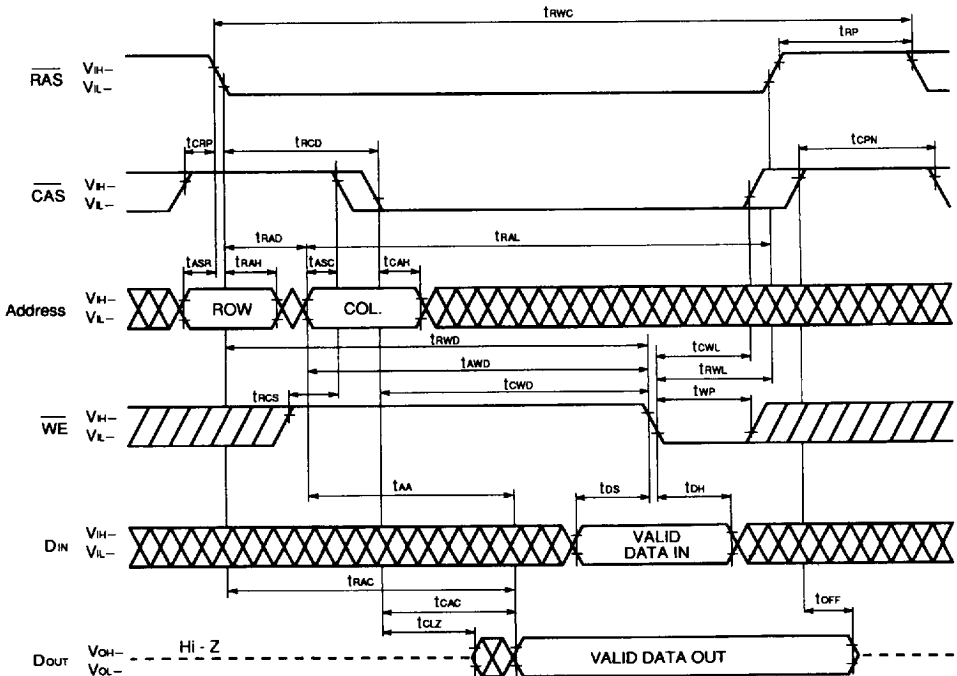 tRWC
tRP
RAS
VIH–
VIL–
tCRP
tRCD
tCPN
CAS
VIH–
VIL–
tRAD
tRAL
tASR
tRAH
tASC
tCAH
Address
VIH–
VIL–
ROW
COL.
tRWD
tCWL
tAWD
tRWL
tRCS
tCWD
tWP
WE
VIH–
VIL–
tAA
tDS
tDH
DIN
VIH–
VIL–
VALID
DATA IN
tRAC
tCAC
tOFF
tCLZ
DOUT
VOH–
VOL–
Hi - Z
VALID DATA OUT